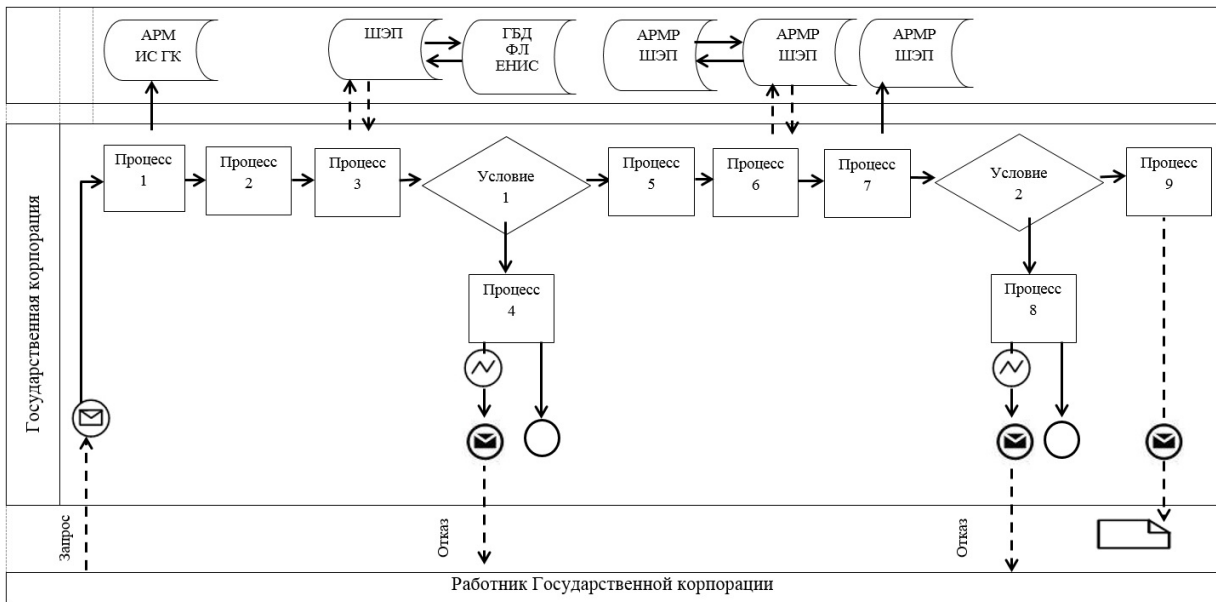 АРМ
ИС ГК
ШЭП
ГБД
ФЛ
ЕНИС
АРМР
ШЭП
АРМР
ШЭП
АРМР
ШЭП
Государственная корпорация
Процесс
1
Процесс
2
Процесс
3
Условие
1
Процесс
5
Процесс
6
Процесс
7
Условие
2
Процесс
9
Процесс
4
Процесс
8
Запрос
Отказ
Отказ
Работник Государственной корпорации